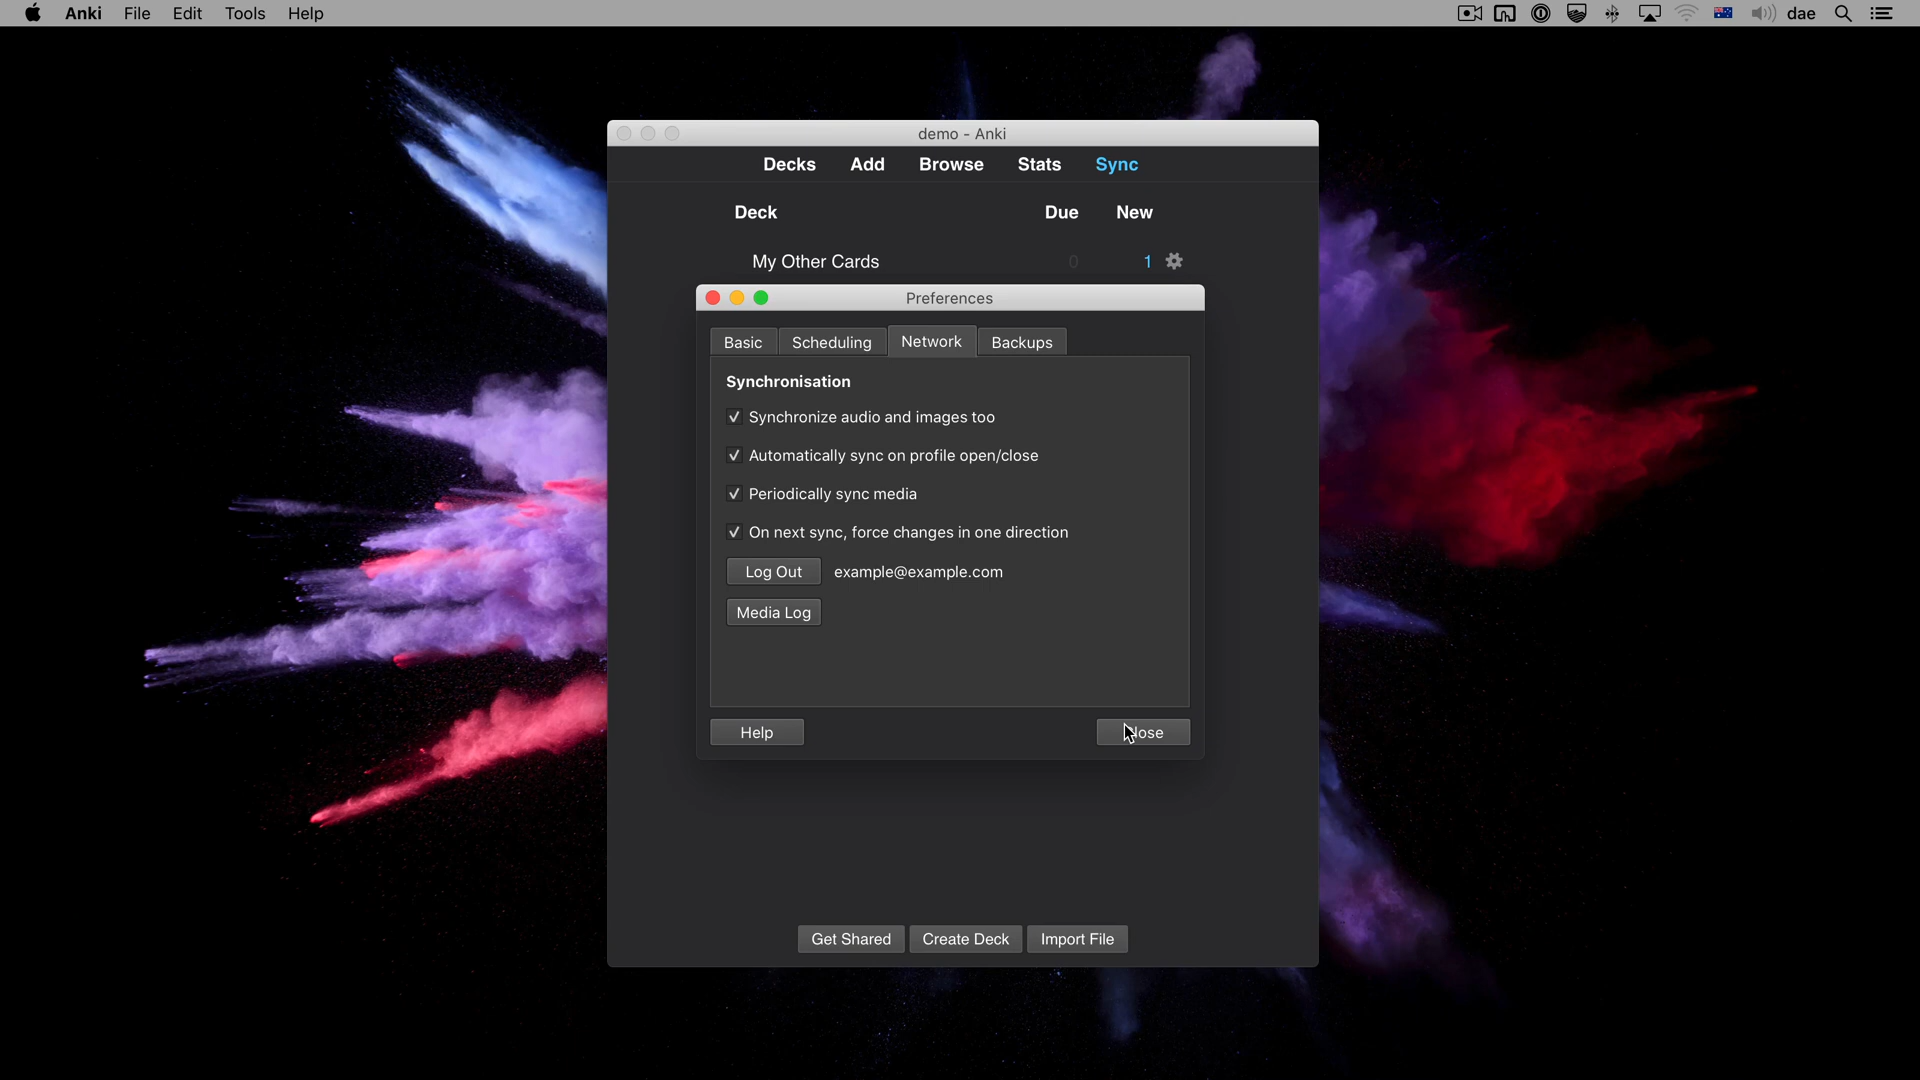 Anki File Edit Tools Help dae
demo - Anki
Decks Add Browse Stats Sync
Deck Due New
My Other Cards 0 1
Preferences
Basic Scheduling Network Backups
Synchronisation
Synchronize audio and images too
Automatically sync on profile open/close
Periodically sync media
On next sync, force changes in one direction
Log Out example@example.com
Media Log
Help Close
Get Shared Create Deck Import File